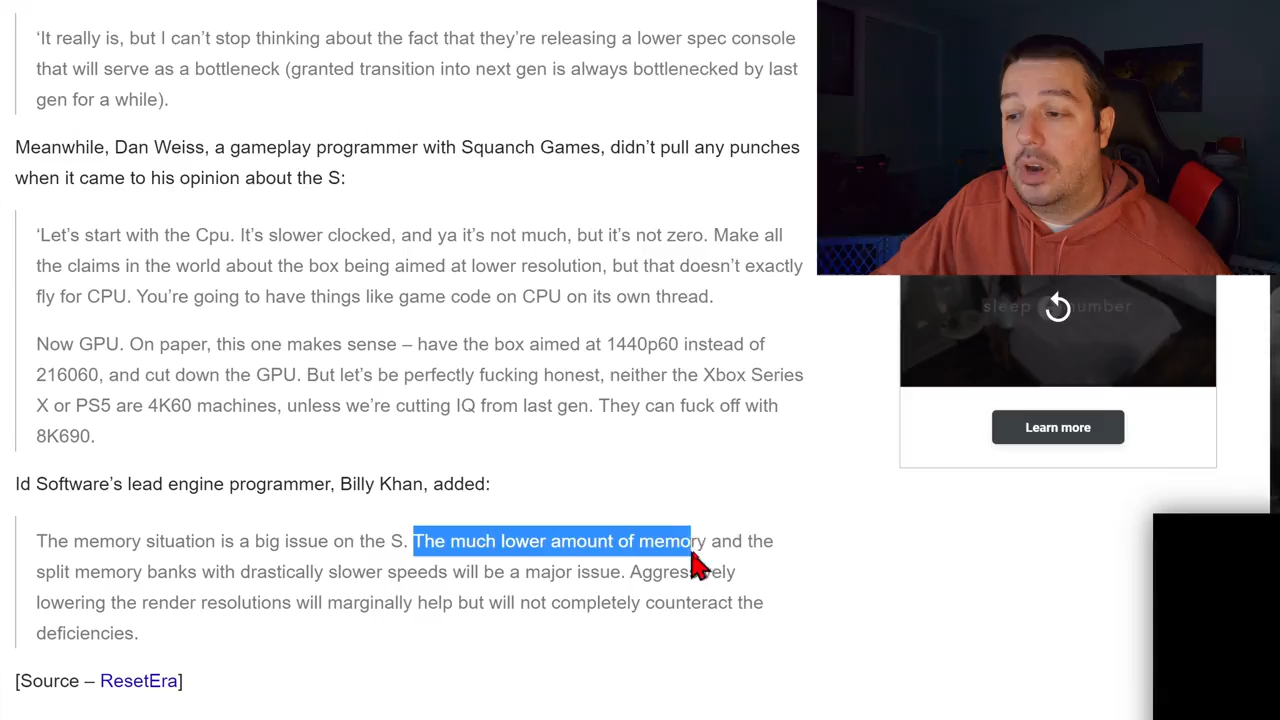 ‘It really is, but I can’t stop thinking about the fact that they’re releasing a lower spec console
that will serve as a bottleneck (granted transition into next gen is always bottlenecked by last
gen for a while).
Meanwhile, Dan Weiss, a gameplay programmer with Squanch Games, didn’t pull any punches
when it came to his opinion about the S:
‘Let’s start with the Cpu. It’s slower clocked, and ya it’s not much, but it’s not zero. Make all
the claims in the world about the box being aimed at lower resolution, but that doesn’t exactly
fly for CPU. You’re going to have things like game code on CPU on its own thread.
Now GPU. On paper, this one makes sense – have the box aimed at 1440p60 instead of
216060, and cut down the GPU. But let’s be perfectly fucking honest, neither the Xbox Series
X or PS5 are 4K60 machines, unless we’re cutting IQ from last gen. They can fuck off with
8K690.
Id Software’s lead engine programmer, Billy Khan, added:
The memory situation is a big issue on the S. The much lower amount of memory and the
split memory banks with drastically slower speeds will be a major issue. Aggressively
lowering the render resolutions will marginally help but will not completely counteract the
deficiencies.
[Source – ResetEra]
sleep number
Learn more